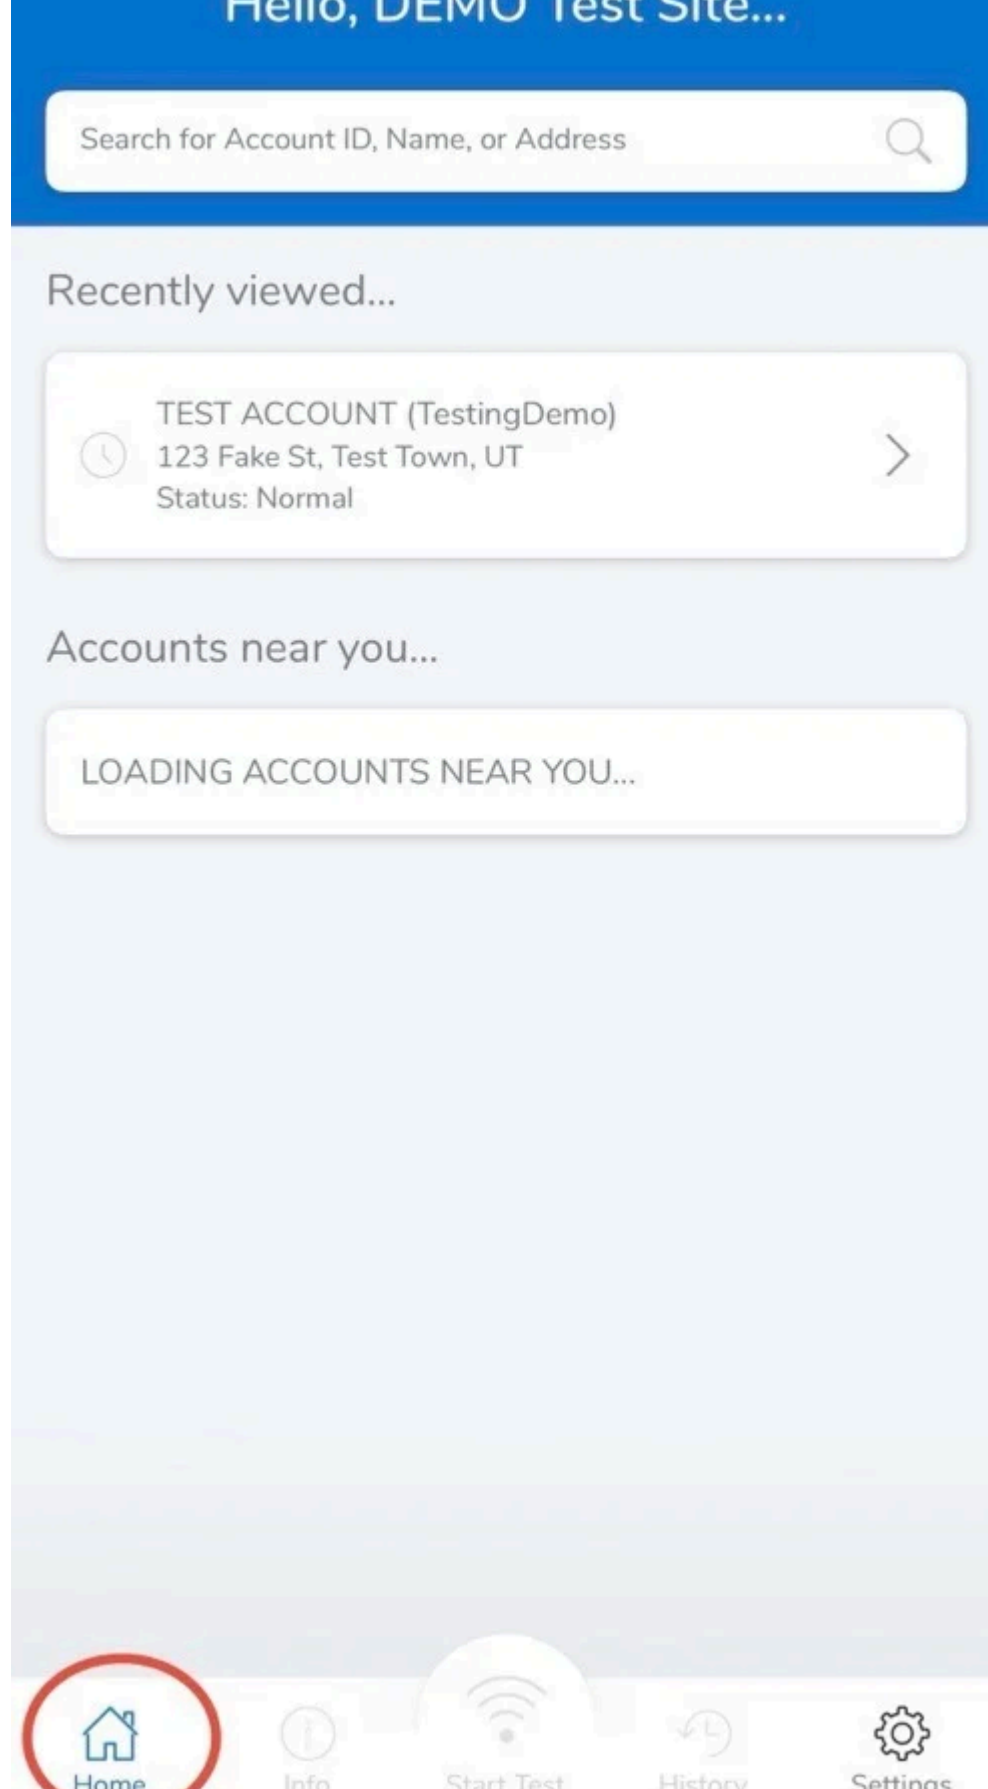 Hello, DEMO Test Site...
Search for Account ID, Name, or Address
Recently viewed...
TEST ACCOUNT (TestingDemo)
123 Fake St, Test Town, UT
Status: Normal
Accounts near you...
LOADING ACCOUNTS NEAR YOU...
Home Info Start Test History Settings